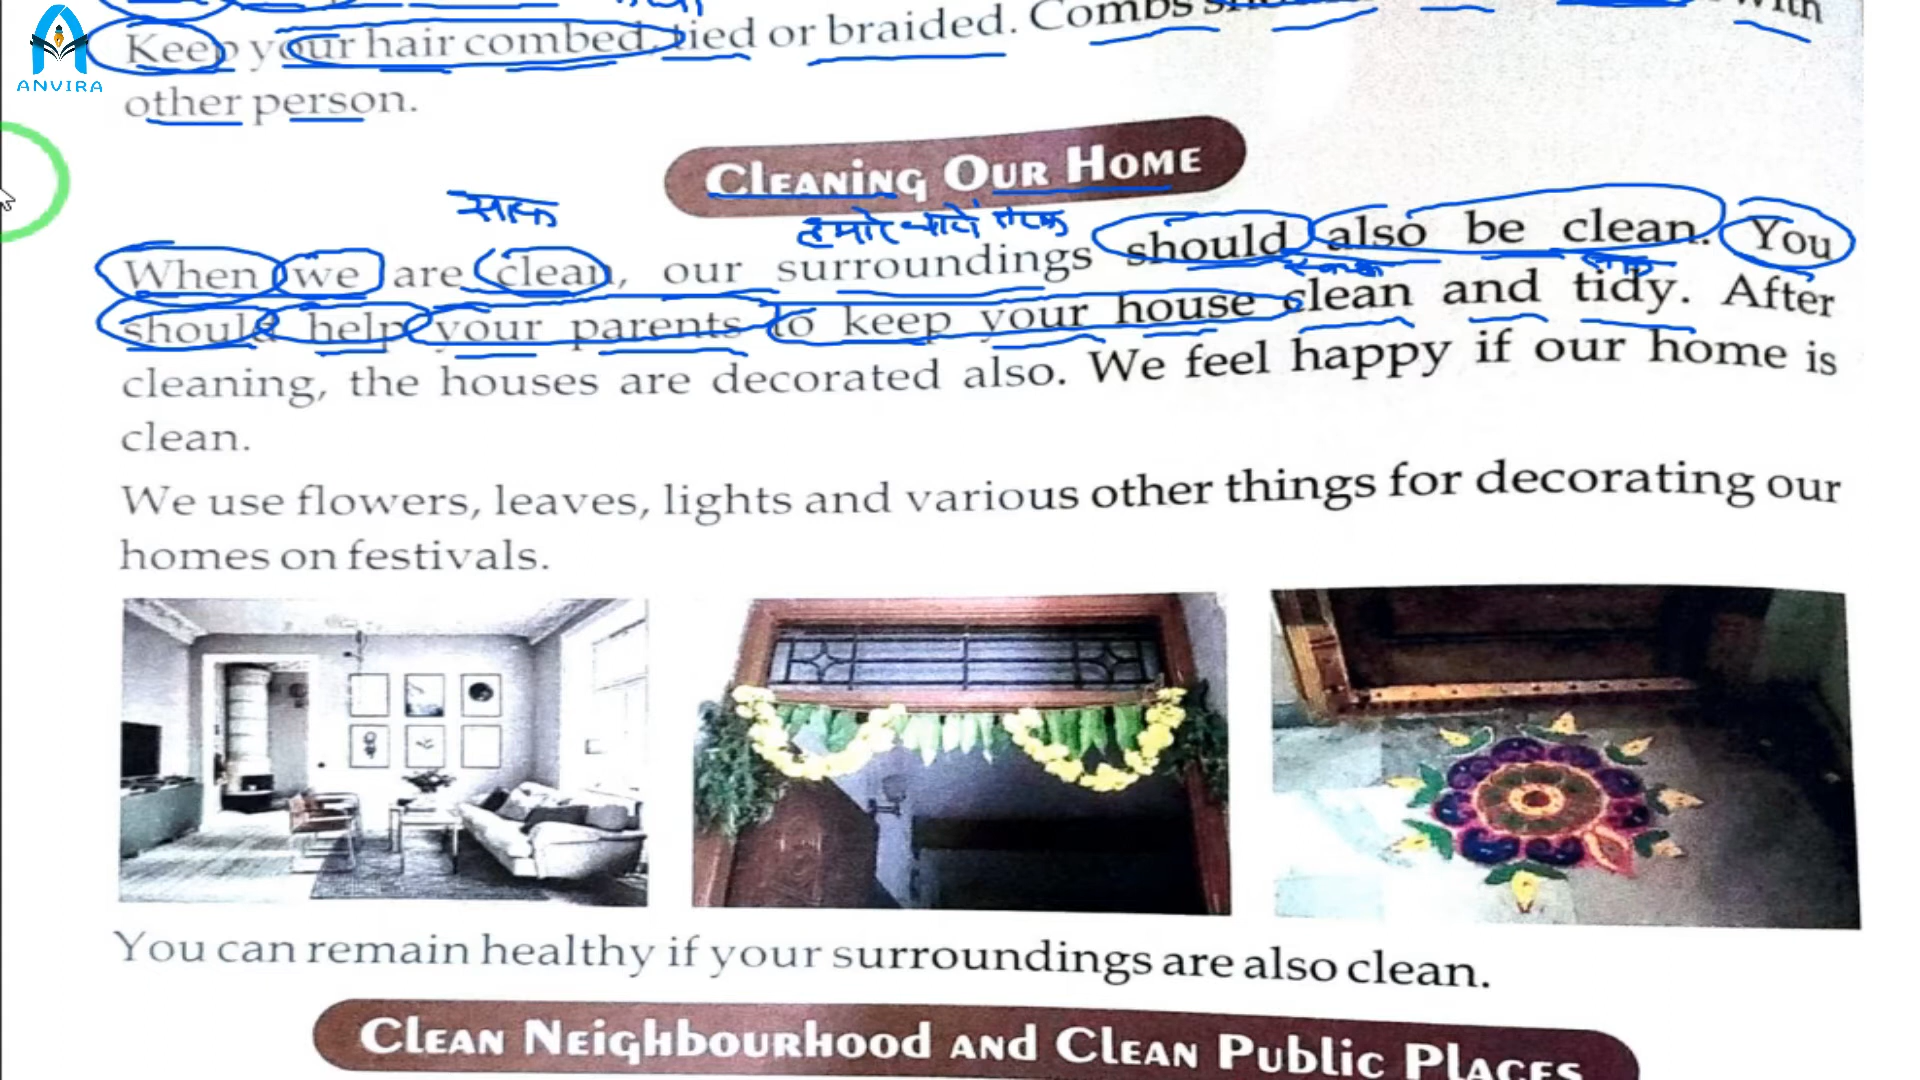 ANVIRA
Keep your hair combed, tied or braided. Combs
other person.
Cleaning Our Home
साफ
हमारे चारों तरफ
When we are clean, our surroundings should also be clean. You
साफ
should help your parents to keep your house clean and tidy. After
cleaning, the houses are decorated also. We feel happy if our home is
clean.
We use flowers, leaves, lights and various other things for decorating our
homes on festivals.
You can remain healthy if your surroundings are also clean.
Clean Neighbourhood and Clean Public Places